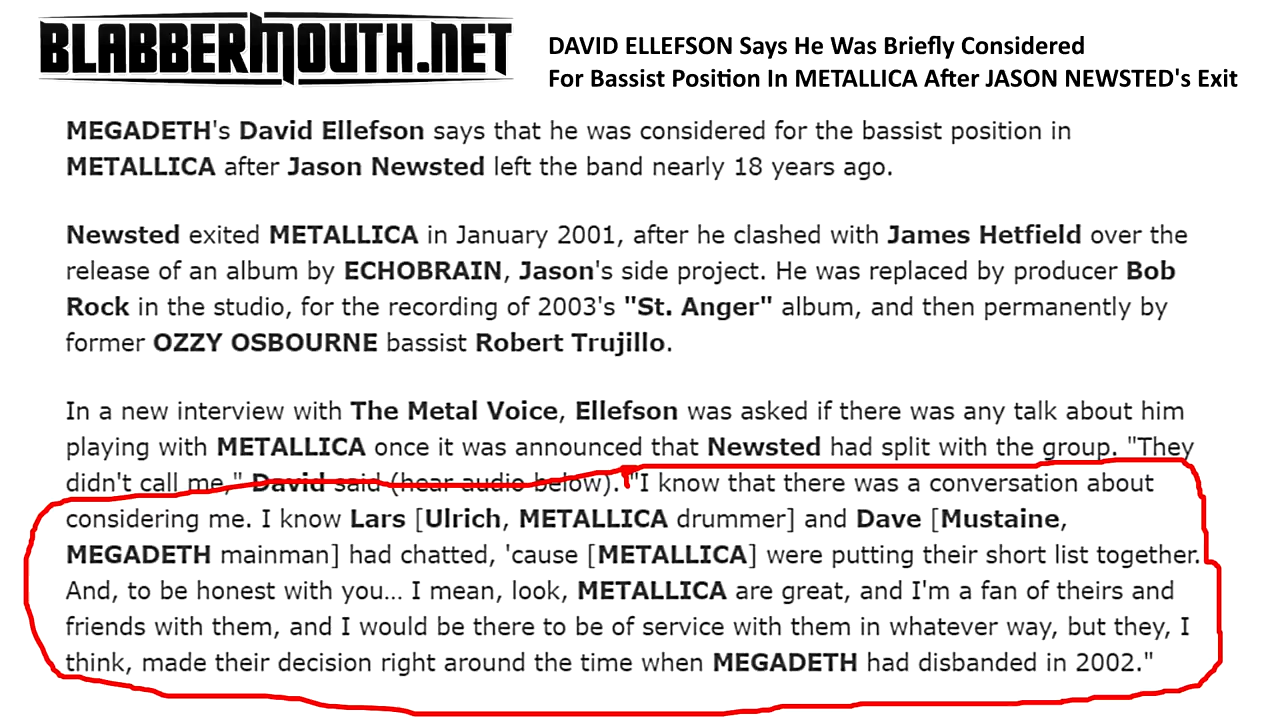 BLABBERMOUTH.NET
DAVID ELLEFSON Says He Was Briefly Considered
For Bassist Position In METALLICA After JASON NEWSTED's Exit
MEGADETH's David Ellefson says that he was considered for the bassist position in
METALLICA after Jason Newsted left the band nearly 18 years ago.
Newsted exited METALLICA in January 2001, after he clashed with James Hetfield over the
release of an album by ECHOBRAIN, Jason's side project. He was replaced by producer Bob
Rock in the studio, for the recording of 2003's "St. Anger" album, and then permanently by
former OZZY OSBOURNE bassist Robert Trujillo.
In a new interview with The Metal Voice, Ellefson was asked if there was any talk about him
playing with METALLICA once it was announced that Newsted had split with the group. "They
didn't call me," David said (hear audio below). "I know that there was a conversation about
considering me. I know Lars [Ulrich, METALLICA drummer] and Dave [Mustaine,
MEGADETH mainman] had chatted, 'cause [METALLICA] were putting their short list together.
And, to be honest with you... I mean, look, METALLICA are great, and I'm a fan of theirs and
friends with them, and I would be there to be of service with them in whatever way, but they, I
think, made their decision right around the time when MEGADETH had disbanded in 2002."